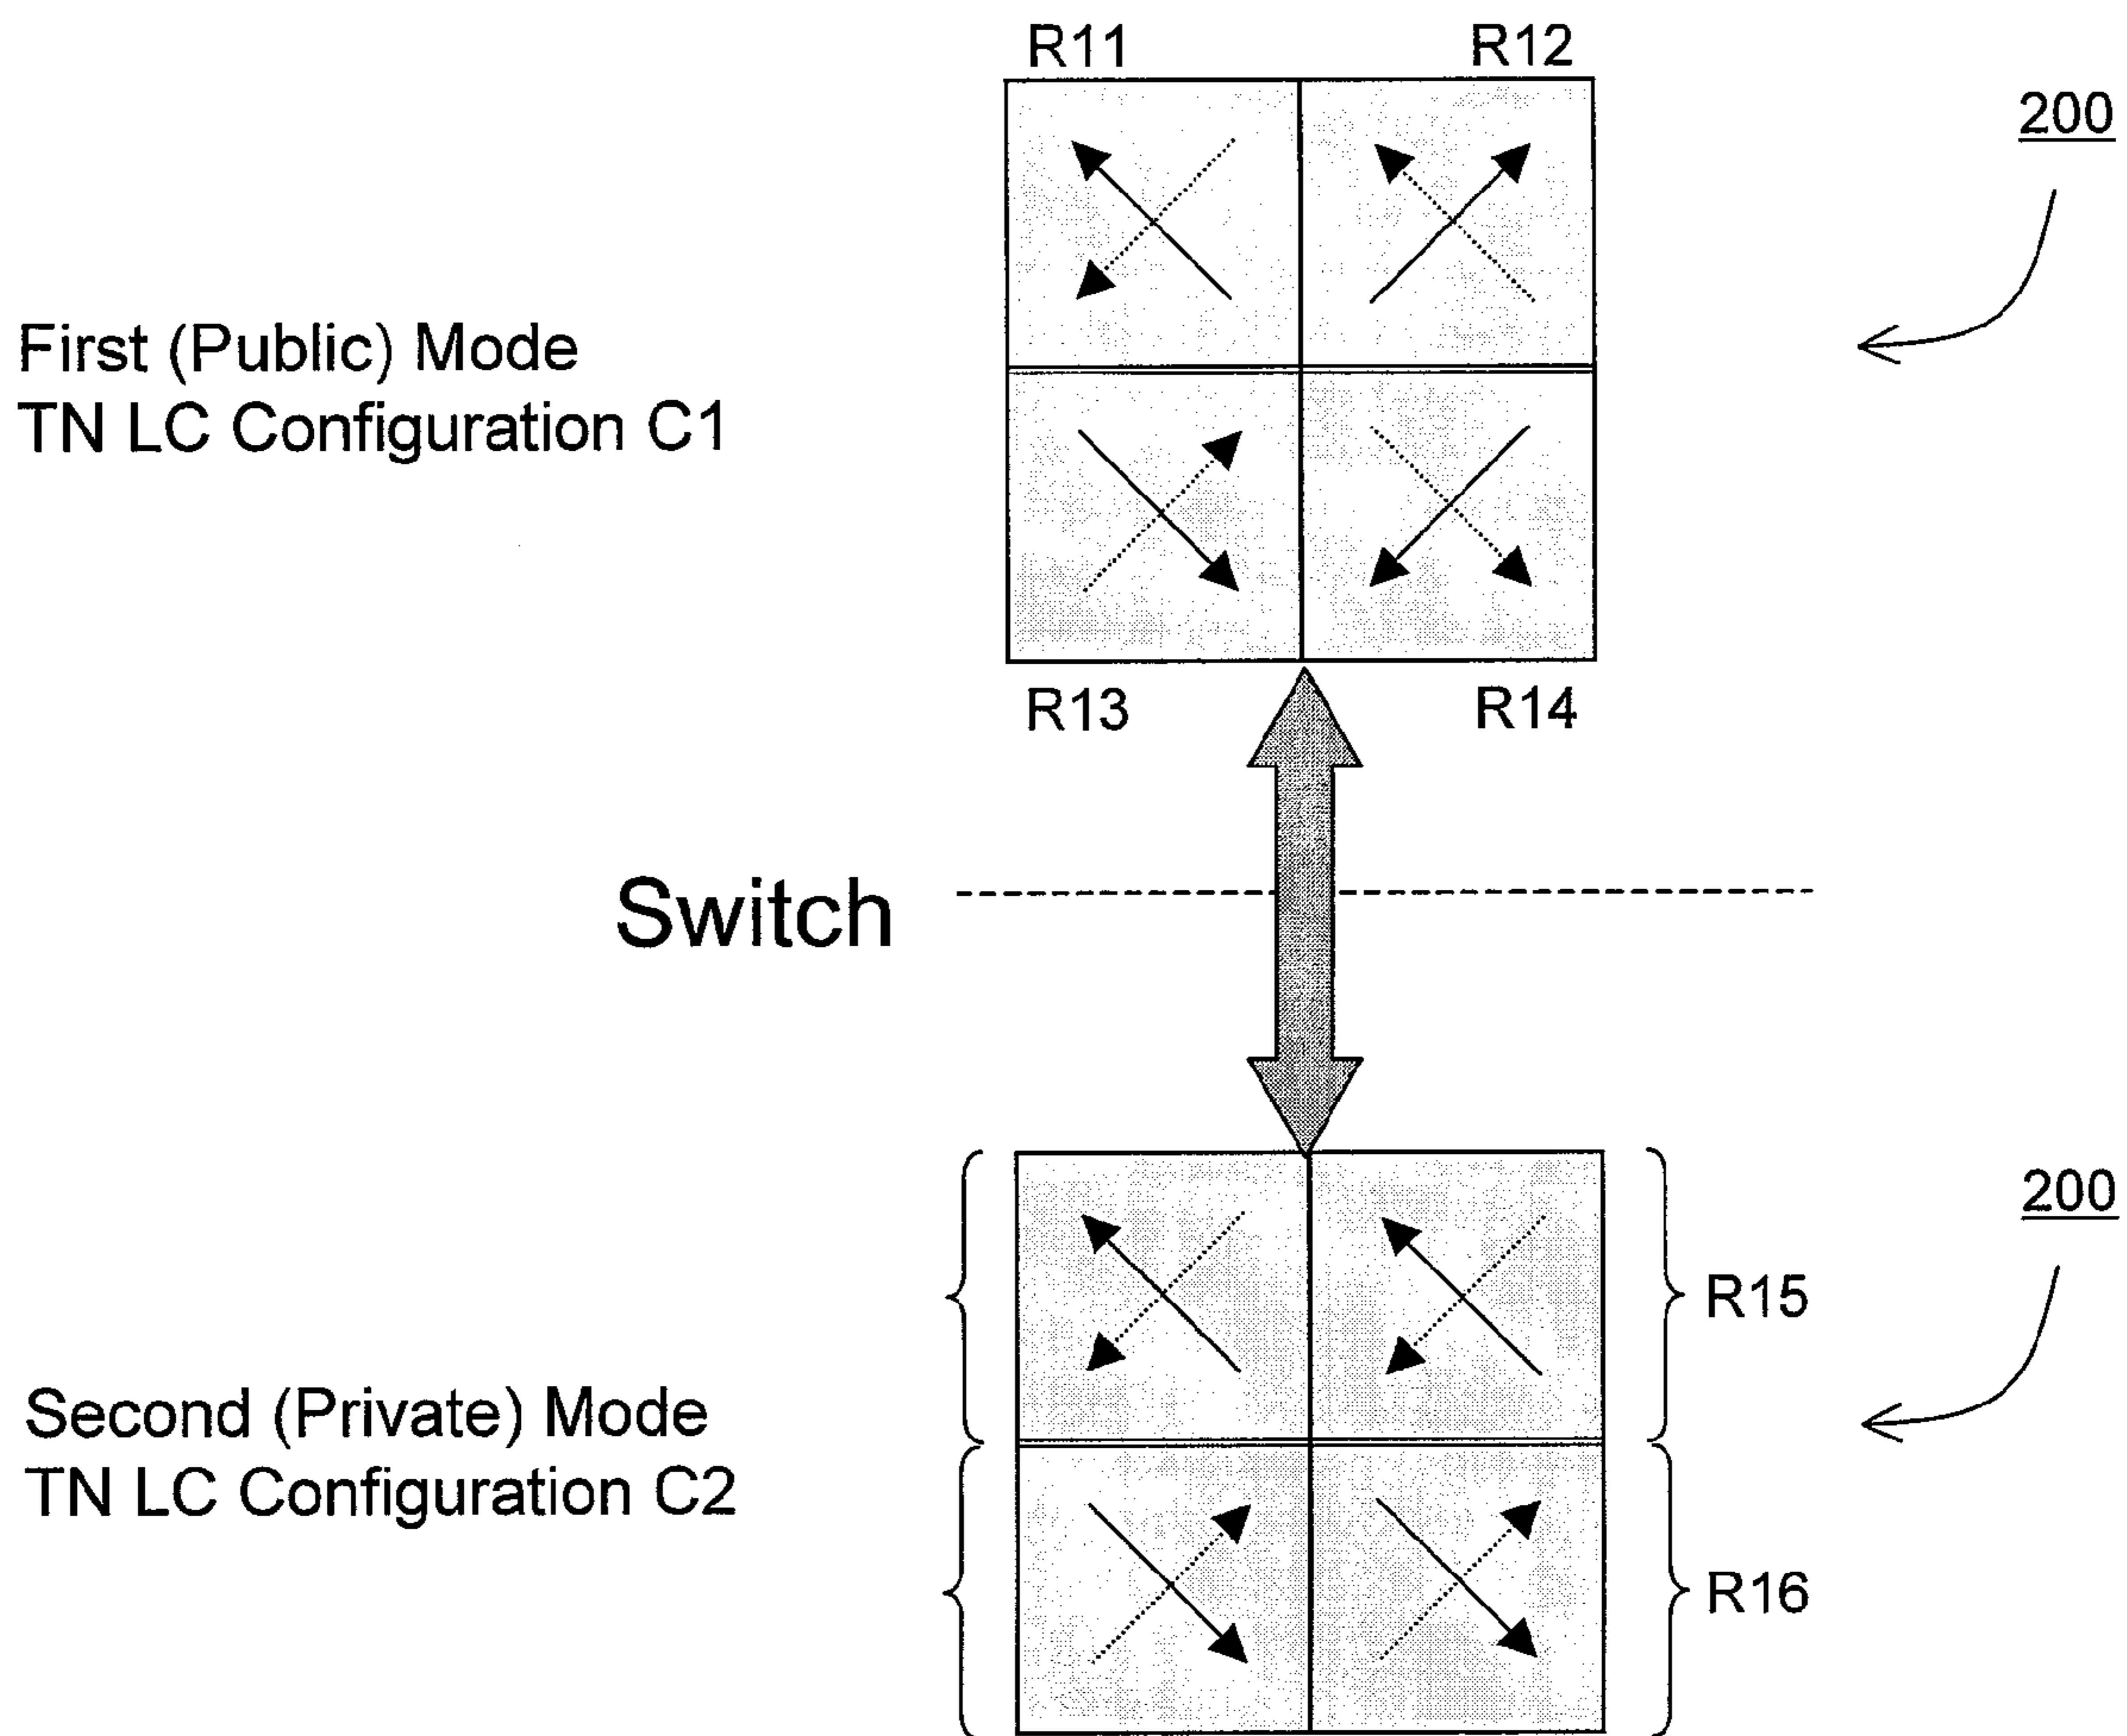 R11
R12
200
First (Public) Mode
TN LC Configuration C1
R13
R14
Switch
200
R15
Second (Private) Mode
TN LC Configuration C2
R16